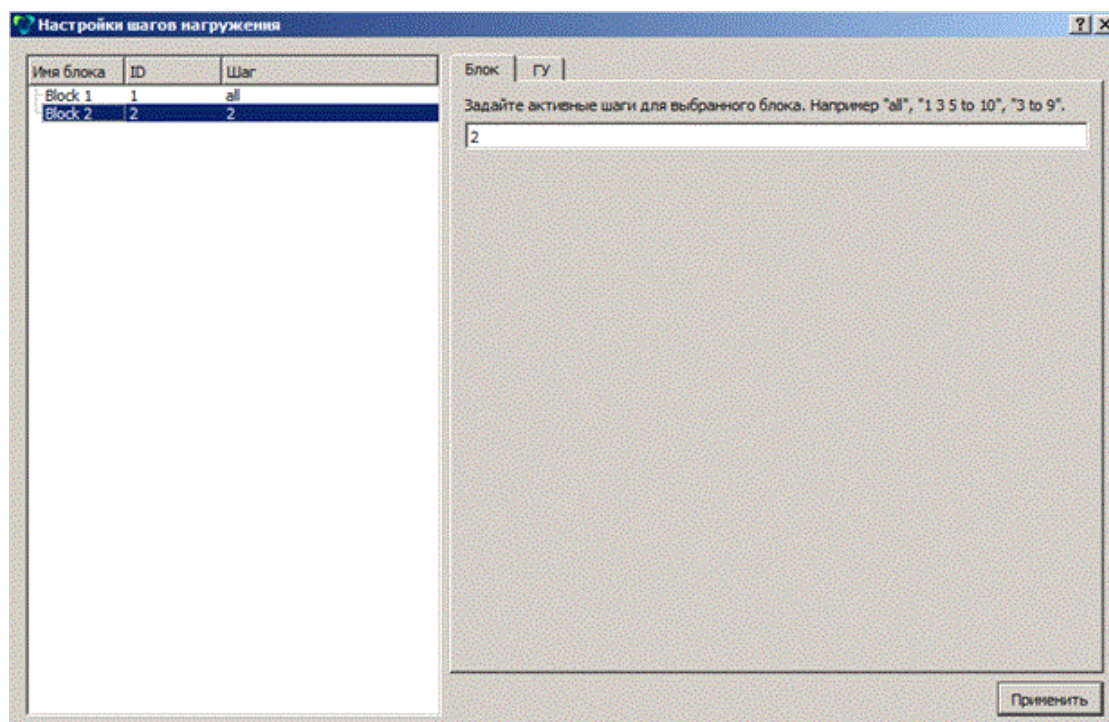 Настройки шагов нагружения
Имя блока ID Шаг
Block 1 1 all
Block 2 2 2
Блок ГУ
Задайте активные шаги для выбранного блока. Например "all", "1 3 5 to 10", "3 to 9".
2
Применить